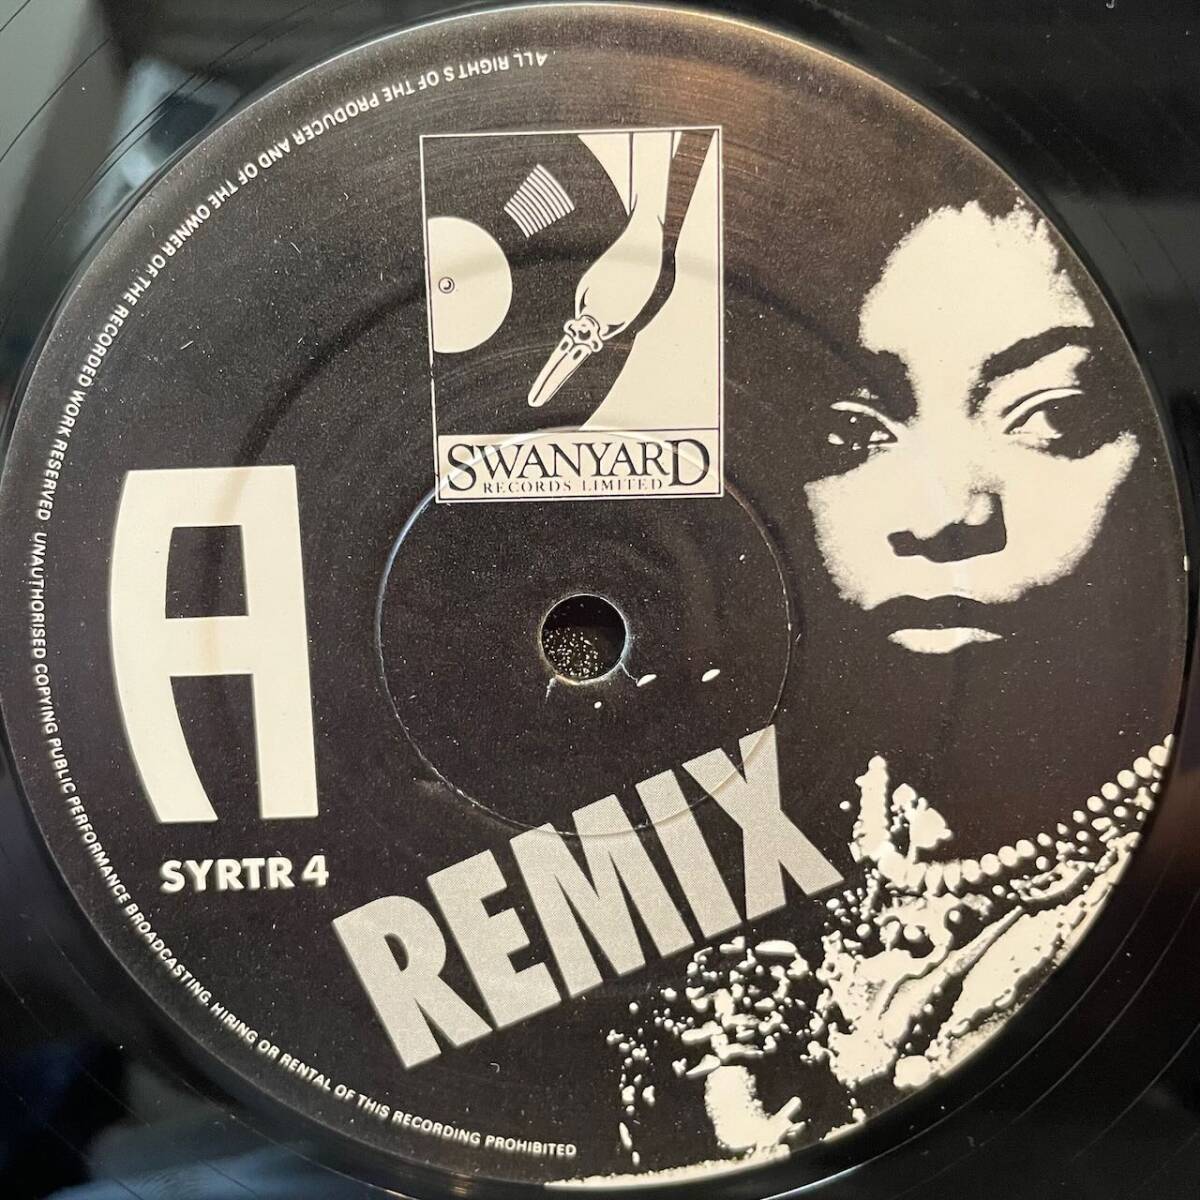 ALL RIGHTS OF THE PRODUCER AND OF THE OWNER OF THE RECORDED WORK RESERVED UNAUTHORISED COPYING PUBLIC PERFORMANCE BROADCASTING, HIRING OR RENTAL OF THIS RECORDING PROHIBITED
SWANYARD
RECORDS LIMITED
A
SYRTR 4
REMIX